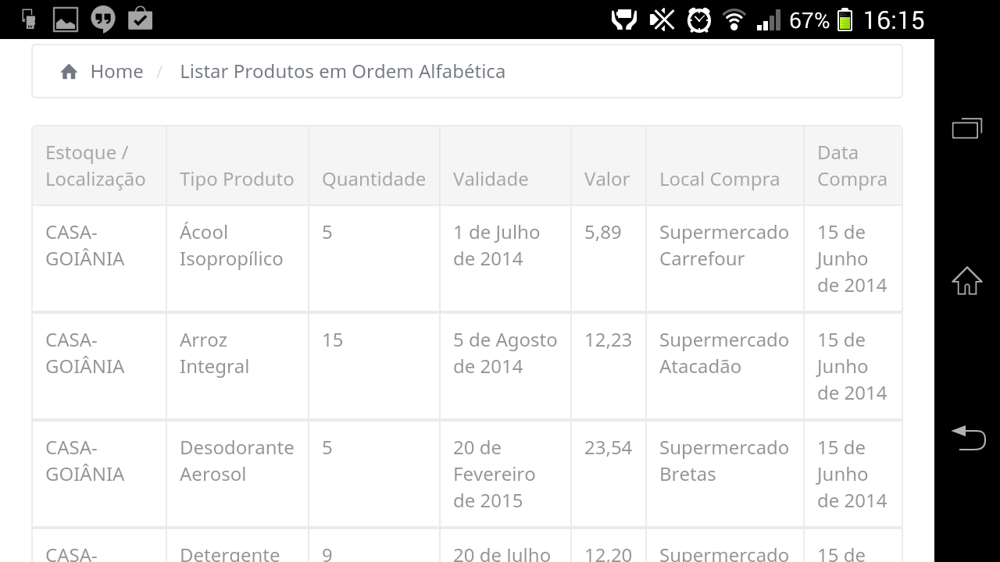 67% 16:15
Home / Listar Produtos em Ordem Alfabética
Estoque / Data
Localização Tipo Produto Quantidade Validade Valor Local Compra Compra
CASA- Ácool 5 1 de Julho 5,89 Supermercado 15 de
GOIÂNIA Isopropílico de 2014 Carrefour Junho
de 2014
CASA- Arroz 15 5 de Agosto 12,23 Supermercado 15 de
GOIÂNIA Integral de 2014 Atacadão Junho
de 2014
CASA- Desodorante 5 20 de 23,54 Supermercado 15 de
GOIÂNIA Aerosol Fevereiro Bretas Junho
de 2015 de 2014
CASA- Detergente 9 20 de Julho 12,20 Supermercado 15 de